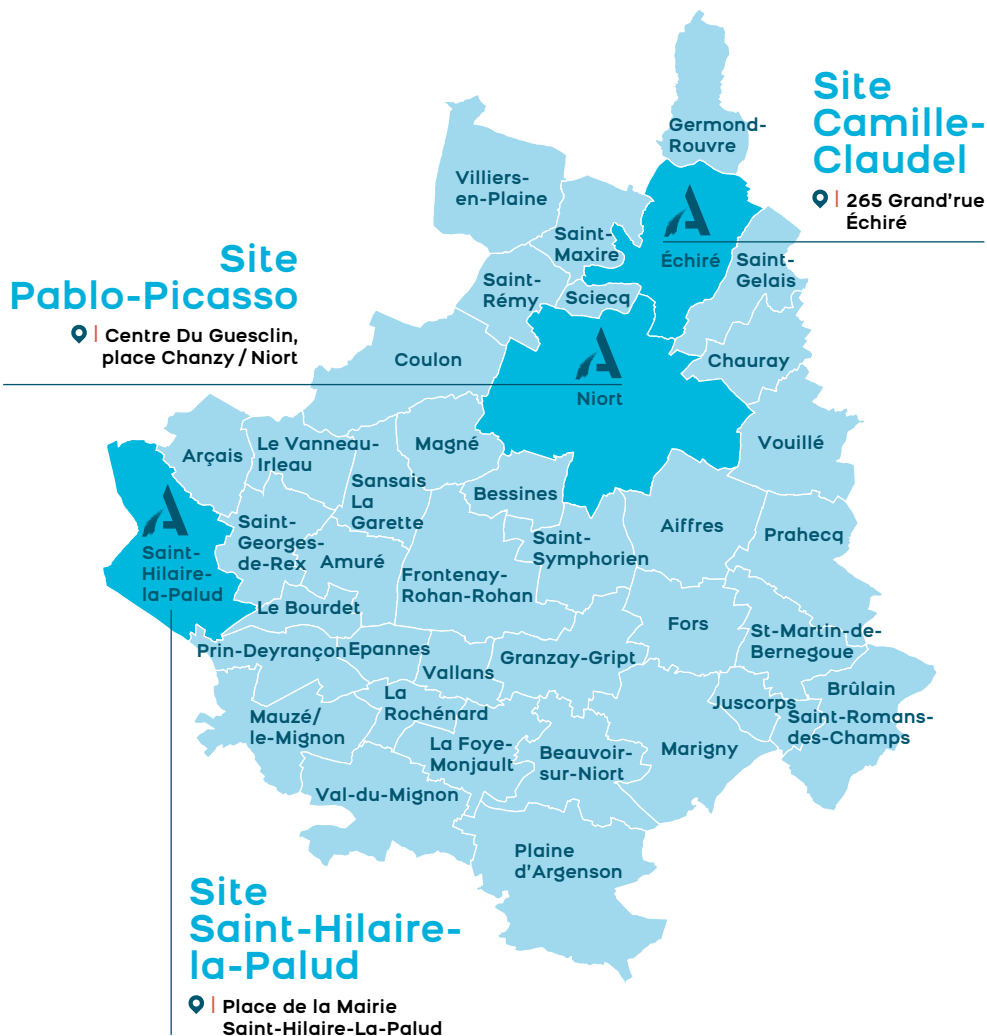 Site
Camille-
Claudel
265 Grand'rue
Échiré
Germond-
Rouvre
Villiers-
en-Plaine
Saint-
Maxire
Échiré
Saint-
Gelais
Site
Pablo-Picasso
Centre Du Guesclin,
place Chanzy / Niort
Saint-
Rémy
Sciecq
Coulon
Chauray
Niort
Arçais
Le Vanneau-
Irleau
Magné
Vouillé
Sansais
La
Garette
Bessines
Saint-
Georges-
de-Rex
Amuré
Saint-
Symphorien
Aiffres
Prahecq
Saint-
Hilaire-
la-Palud
Frontenay-
Rohan-Rohan
Le Bourdet
Fors
St-Martin-de-
Bernegoue
Prin-Deyrançon
Epannes
Vallans
Granzay-Gript
La
Rochénard
Juscorps
Brûlain
Saint-Romans-
des-Champs
Mauzé/
le-Mignon
La Foye-
Monjault
Beauvoir-
sur-Niort
Marigny
Val-du-Mignon
Plaine
d'Argenson
Site
Saint-Hilaire-
la-Palud
Place de la Mairie
Saint-Hilaire-La-Palud